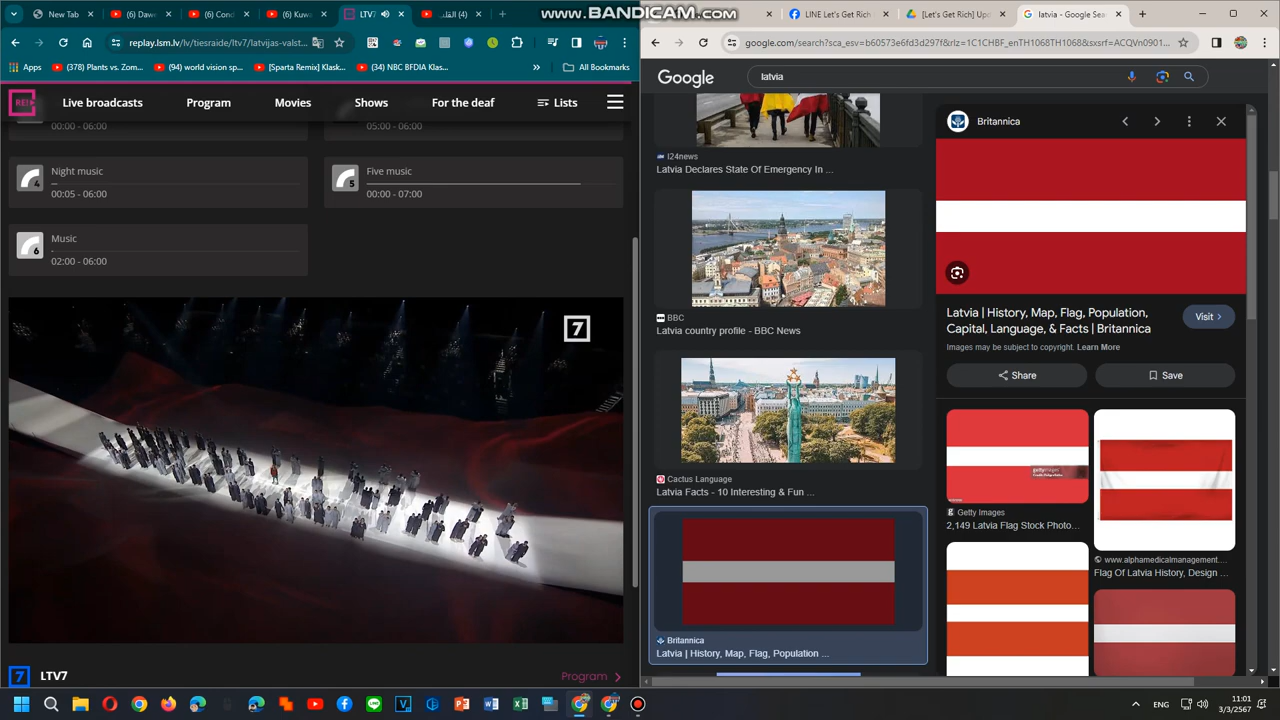 (6) Dawe
(6) Cond
(6) Kuwa
New Tab
LTV7
(4)
www.BANDICAM.com
LINE Let's Get Rich
[Let's Get Rich] Up
latvia - Google Sea
replay.lsm.lv/lv/tiesraide/ltv7/latvijas-valst...
google.com/search?sca_esv=b60573e6fd3d297f&rlz=1C1CHBF_enTH1068TH1068&sxsrf=ACQVn0901...
Apps
(378) Plants vs. Zom...
(94) world vision sp...
[Sparta Remix] Klask...
(34) NBC BFDIA Klas...
»
All Bookmarks
RE!
Live broadcasts
Program
Movies
Shows
For the deaf
Lists
00:00 - 06:00
05:00 - 06:00
4
Night music
00:05 - 06:00
5
Five music
00:00 - 07:00
6
Music
02:00 - 06:00
7
7
LTV7
Program
Google
latvia
i24news
Latvia Declares State Of Emergency In ...
BBC
Latvia country profile - BBC News
Cactus Language
Latvia Facts - 10 Interesting & Fun ...
Britannica
Latvia | History, Map, Flag, Population ...
Britannica
Latvia | History, Map, Flag, Population,
Capital, Language, & Facts | Britannica
Visit
Images may be subject to copyright. Learn More
Share
Save
gettyimages
Getty Images
2,149 Latvia Flag Stock Photo...
www.alphamedicalmanagement....
Flag Of Latvia History, Design ...
ENG
11:01
3/3/2567